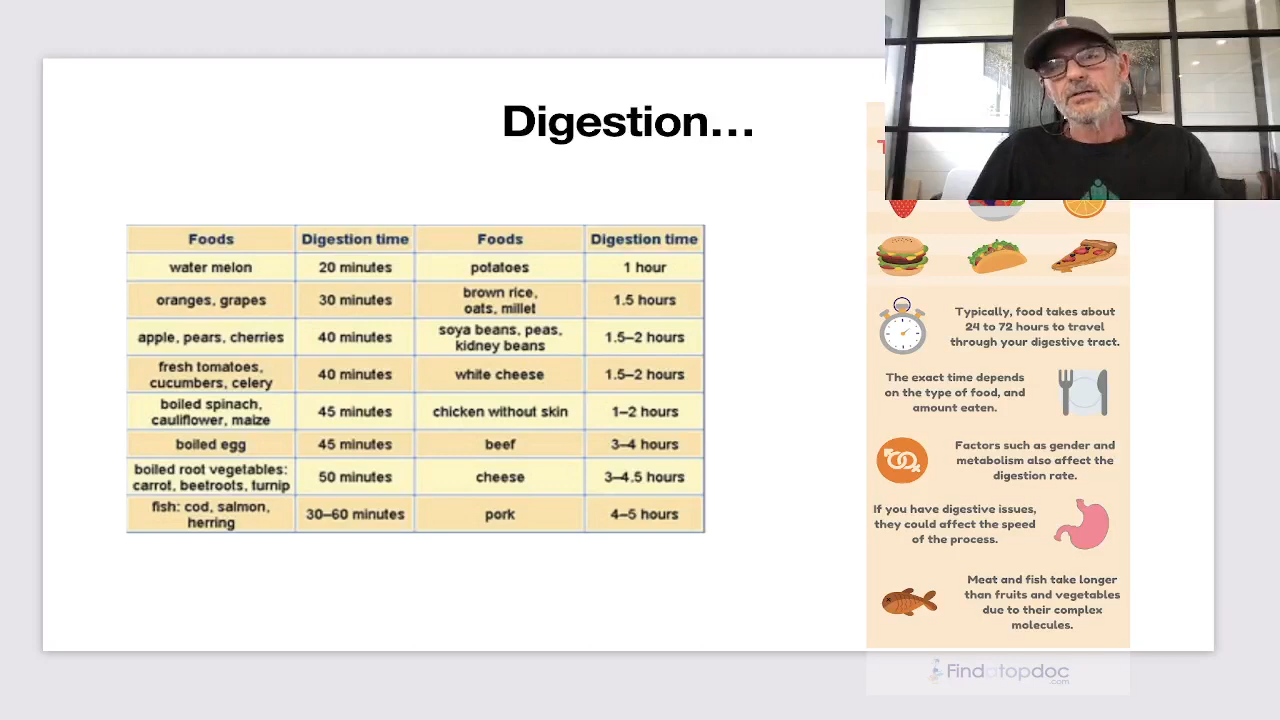 Digestion...
Foods Digestion time Foods Digestion time
water melon 20 minutes potatoes 1 hour
oranges, grapes 30 minutes brown rice,
oats, millet 1.5 hours
apple, pears, cherries 40 minutes soya beans, peas,
kidney beans 1.5–2 hours
fresh tomatoes,
cucumbers, celery 40 minutes white cheese 1.5–2 hours
boiled spinach,
cauliflower, maize 45 minutes chicken without skin 1–2 hours
boiled egg 45 minutes beef 3–4 hours
boiled root vegetables:
carrot, beetroots, turnip 50 minutes cheese 3–4.5 hours
fish: cod, salmon,
herring 30–60 minutes pork 4–5 hours
Typically, food takes about
24 to 72 hours to travel
through your digestive tract.
The exact time depends
on the type of food, and
amount eaten.
Factors such as gender and
metabolism also affect the
digestion rate.
If you have digestive issues,
they could affect the speed
of the process.
Meat and fish take longer
than fruits and vegetables
due to their complex
molecules.
Findatopdoc
.com